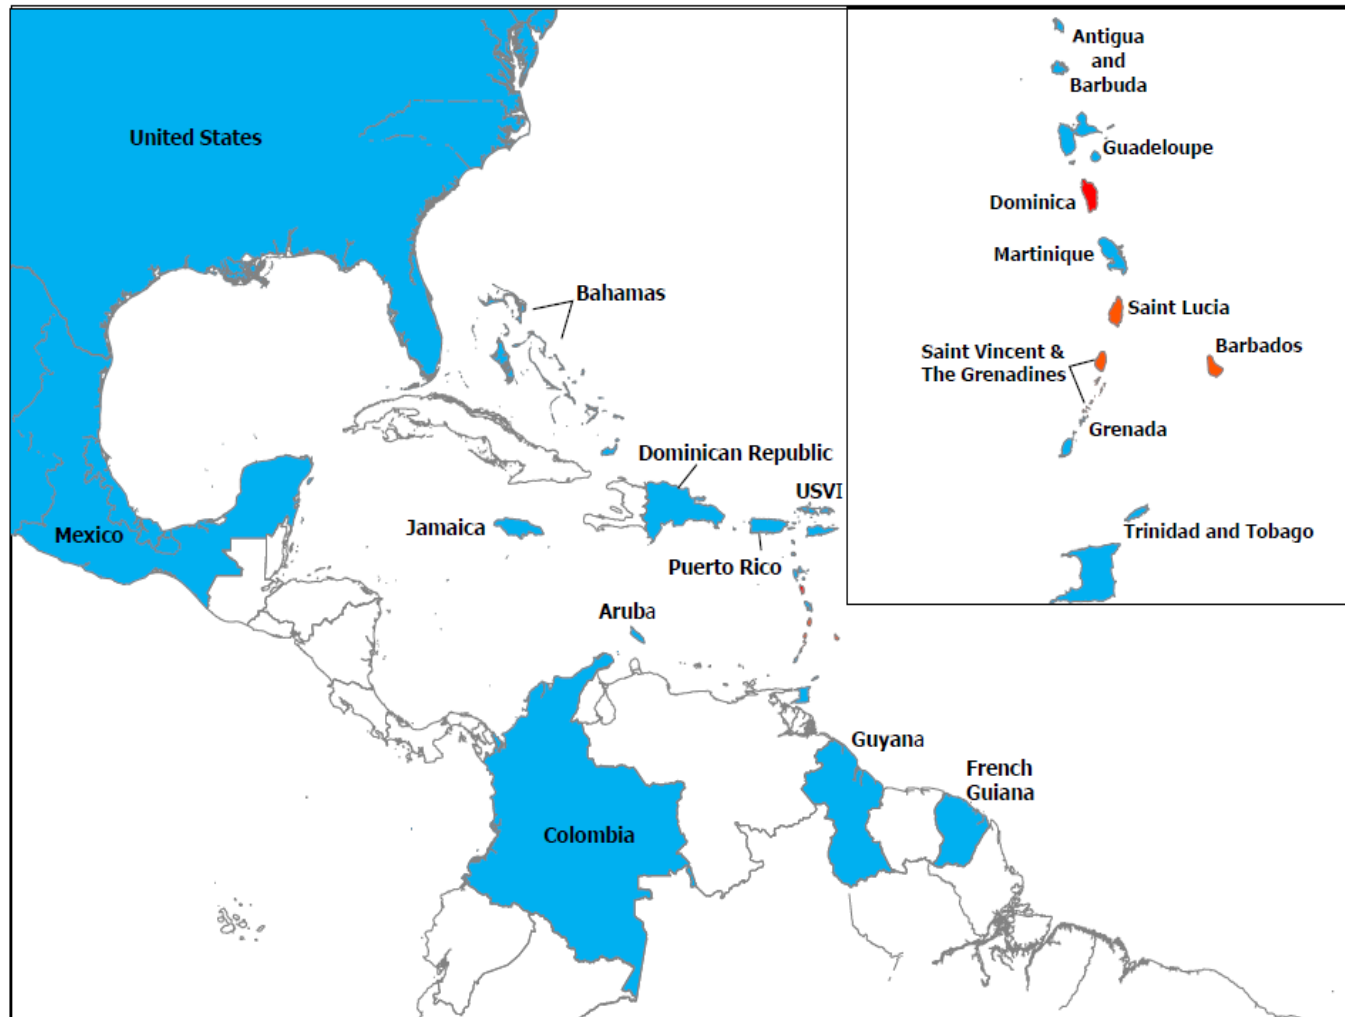 United States
Bahamas
Dominican Republic
USVI
Mexico
Jamaica
Puerto Rico
Aruba
Guyana
French
Guiana
Colombia
Antigua
and
Barbuda
Guadeloupe
Dominica
Martinique
Saint Lucia
Barbados
Saint Vincent &
The Grenadines
Grenada
Trinidad and Tobago